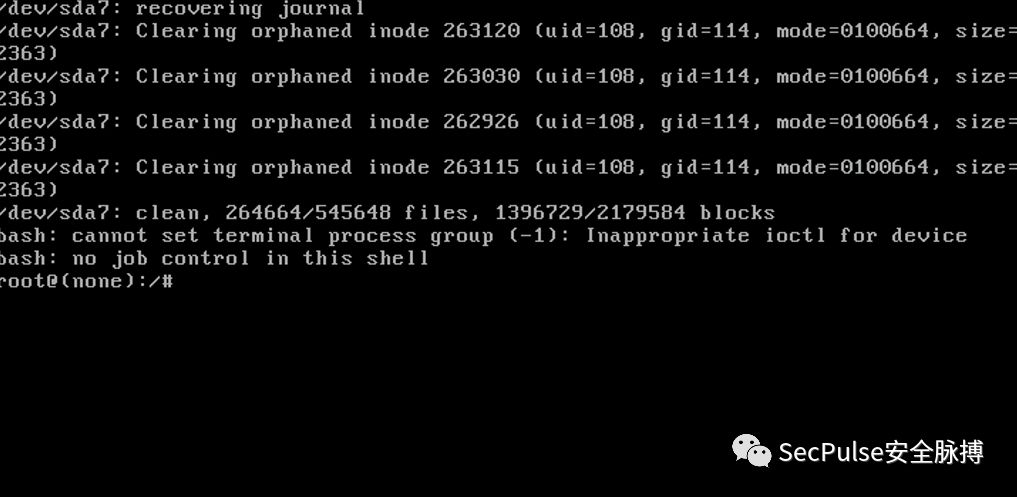 /dev/sda7: recovering journal
/dev/sda7: Clearing orphaned inode 263120 (uid=108, gid=114, mode=0100664, size=
2363)
/dev/sda7: Clearing orphaned inode 263030 (uid=108, gid=114, mode=0100664, size=
2363)
/dev/sda7: Clearing orphaned inode 262926 (uid=108, gid=114, mode=0100664, size=
2363)
/dev/sda7: Clearing orphaned inode 263115 (uid=108, gid=114, mode=0100664, size=
2363)
/dev/sda7: clean, 264664/545648 files, 1396729/2179584 blocks
bash: cannot set terminal process group (-1): Inappropriate ioctl for device
bash: no job control in this shell
root@(none):/#
SecPulse安全脉搏